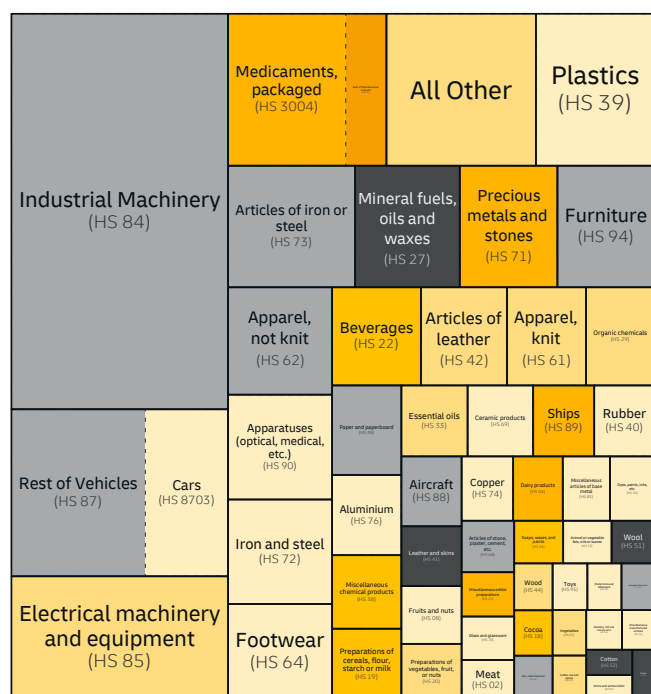 Medicaments,
packaged
(HS 3004)
All Other
Plastics
(HS 39)
Industrial Machinery
(HS 84)
Articles of iron or
steel
(HS 73)
Mineral fuels,
oils and
waxes
(HS 27)
Precious
metals and
stones
(HS 71)
Furniture
(HS 94)
Apparel,
not knit
(HS 62)
Beverages
(HS 22)
Articles of
leather
(HS 42)
Apparel,
knit
(HS 61)
Organic chemicals
(HS 29)
Apparatuses
(optical, medical,
etc.)
(HS 90)
Paper and paperboard
(HS 48)
Essential oils
(HS 33)
Ceramic products
(HS 69)
Ships
(HS 89)
Rubber
(HS 40)
Rest of Vehicles
(HS 87)
Cars
(HS 8703)
Aluminium
(HS 76)
Aircraft
(HS 88)
Copper
(HS 74)
Dairy products
Miscellaneous
articles of base
metal
Iron and steel
(HS 72)
Leather and skins
(HS 41)
Articles of stone,
plaster, cement,
etc.
Wool
(HS 51)
Miscellaneous
chemical products
(HS 38)
Fruits and nuts
(HS 08)
Miscellaneous edible
preparations
Wood
(HS 44)
Toys
(HS 95)
Electrical machinery
and equipment
(HS 85)
Footwear
(HS 64)
Preparations of
cereals, flour,
starch or milk
(HS 19)
Preparations of
vegetables, fruit,
or nuts
(HS 20)
Glass and glassware
Cocoa
(HS 18)
Vegetables
Meat
(HS 02)
Cotton
(HS 52)